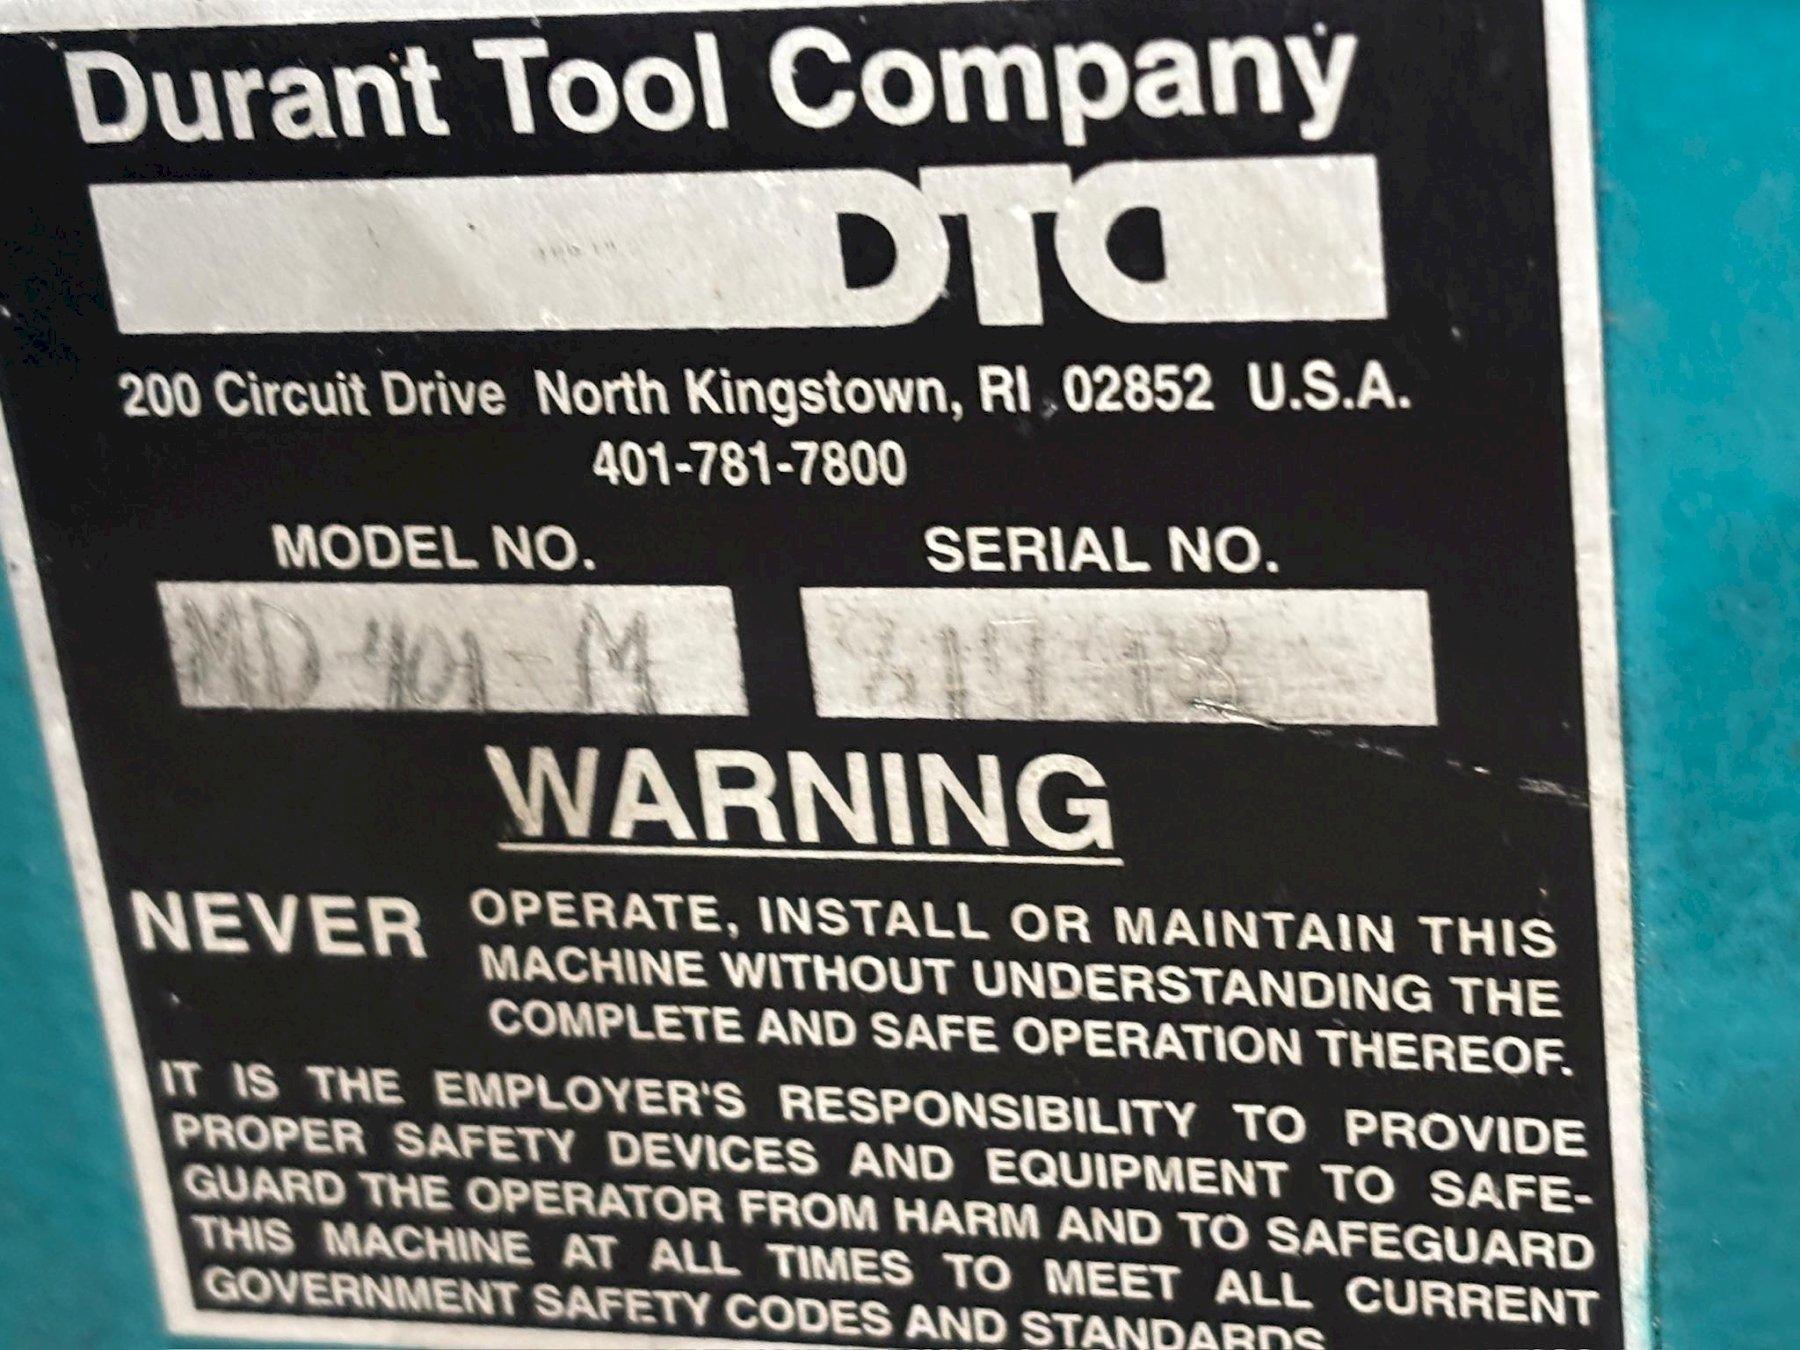 Durant Tool Company
DTC
200 Circuit Drive North Kingstown, RI 02852 U.S.A.
401-781-7800
MODEL NO. SERIAL NO.
MD-401-M
WARNING
NEVER OPERATE, INSTALL OR MAINTAIN THIS
MACHINE WITHOUT UNDERSTANDING THE
COMPLETE AND SAFE OPERATION THEREOF.
IT IS THE EMPLOYER'S RESPONSIBILITY TO PROVIDE
PROPER SAFETY DEVICES AND EQUIPMENT TO SAFE-
GUARD THE OPERATOR FROM HARM AND TO SAFEGUARD
THIS MACHINE AT ALL TIMES TO MEET ALL CURRENT
GOVERNMENT SAFETY CODES AND STANDARDS